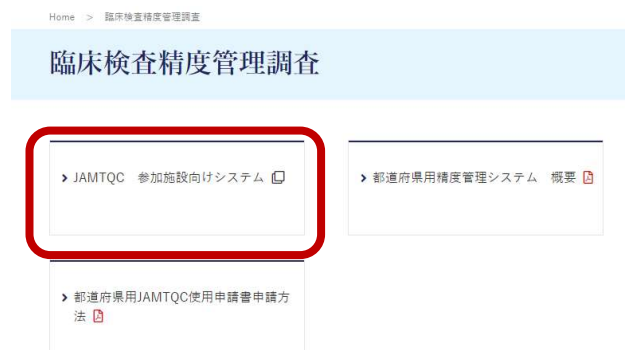 Home > 臨床検査精度管理調査
臨床検査精度管理調査
JAMTQC 参加施設向けシステム
都道府県用精度管理システム 概要
都道府県用JAMTQC使用申請書申請方
法